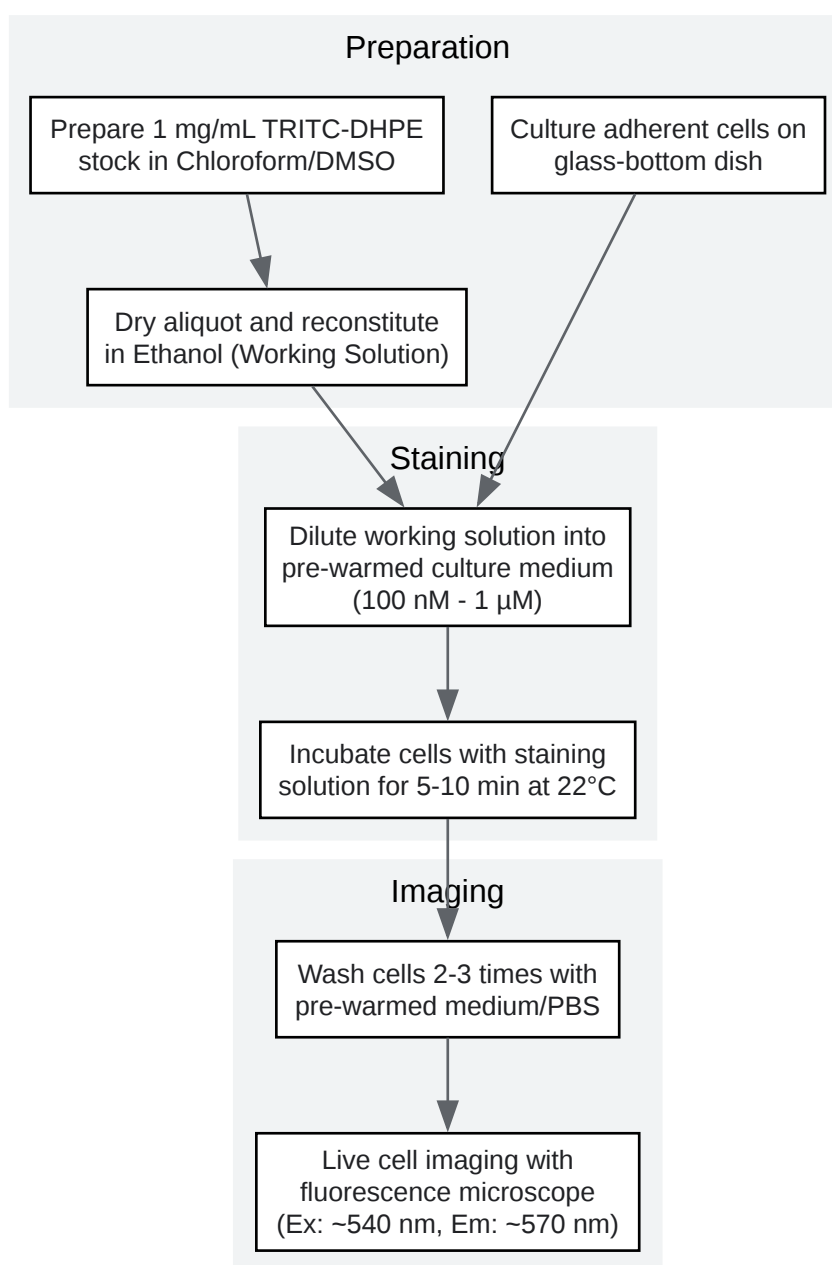 Preparation
Prepare 1 mg/mL TRITC-DHPE
stock in Chloroform/DMSO
Culture adherent cells on
glass-bottom dish
Dry aliquot and reconstitute
in Ethanol (Working Solution)
Staining
Dilute working solution into
pre-warmed culture medium
(100 nM - 1 µM)
Incubate cells with staining
solution for 5-10 min at 22°C
Imaging
Wash cells 2-3 times with
pre-warmed medium/PBS
Live cell imaging with
fluorescence microscope
(Ex: ~540 nm, Em: ~570 nm)